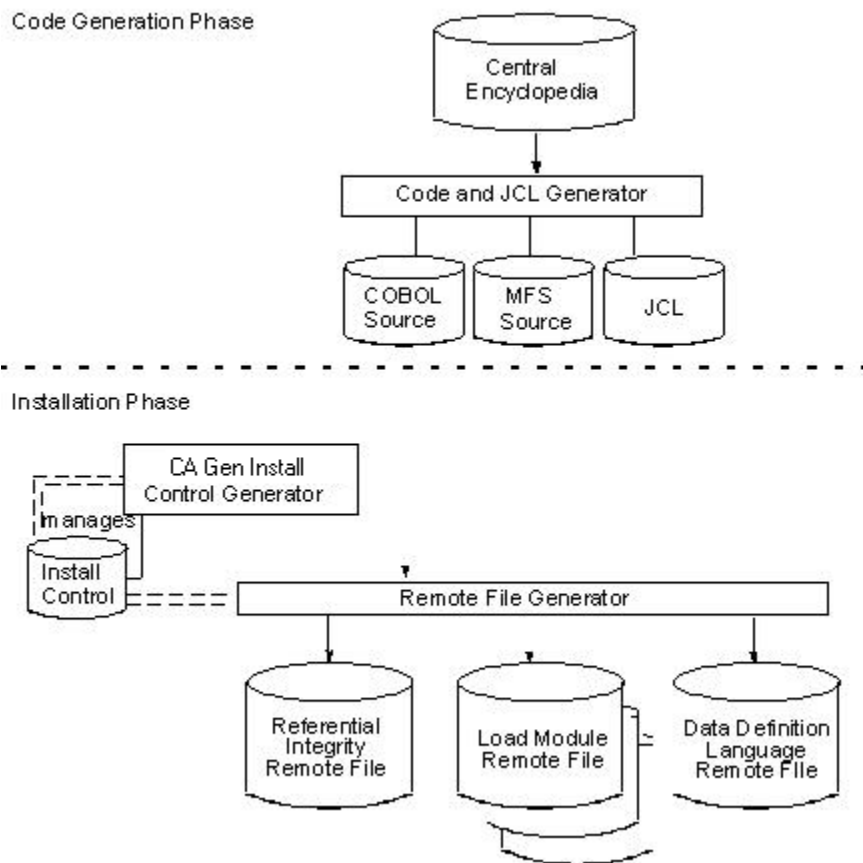 Code Generation Phase
Central
Encyclopedia
Code and JCL Generator
COBOL
Source
MFS
Source
JCL
Installation Phase
CA Gen Install
Control Generator
manages
Install
Control
Remote File Generator
Referential
Integrity
Remote File
Load Module
Remote File
Data Definition
Language
Remote FIle